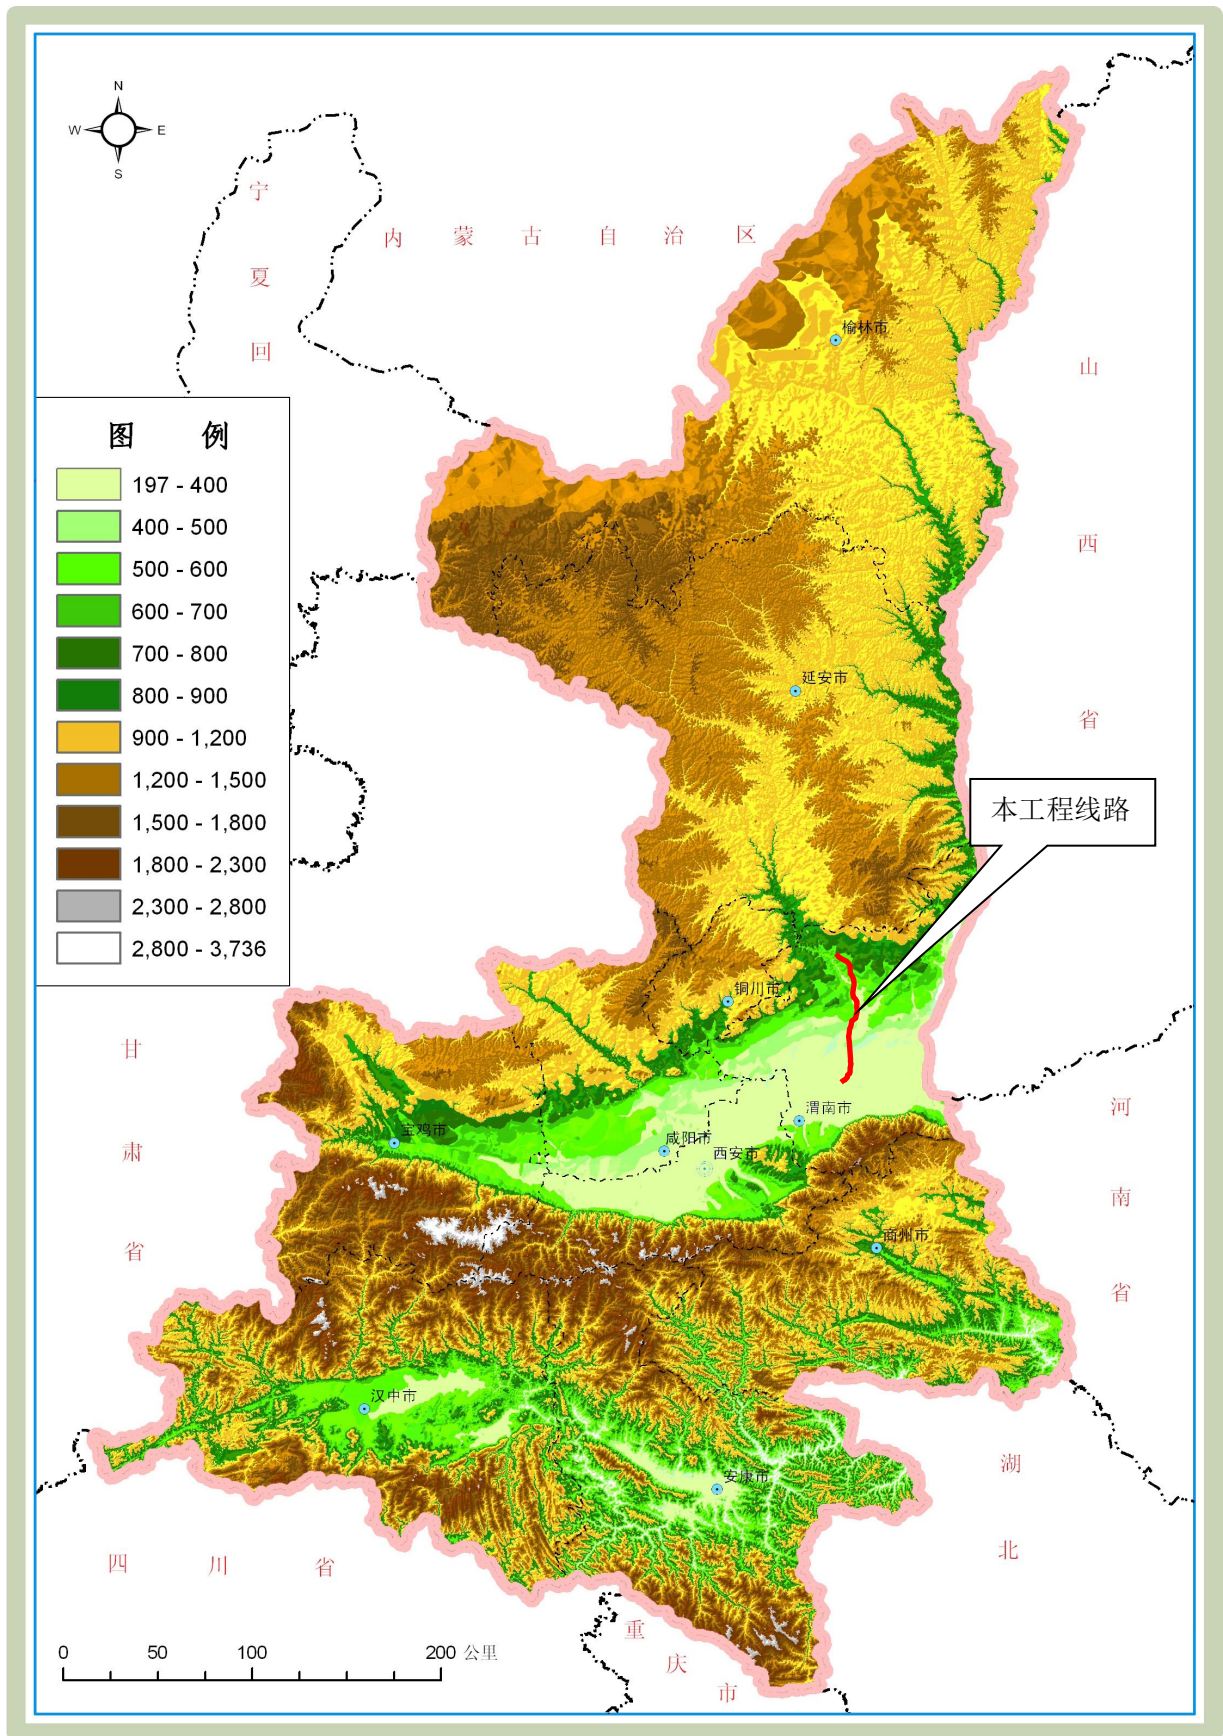 N
W E
S
宁
夏
回
内 蒙 古 自 治 区
榆林市
山
西
省
图 例
197 - 400
400 - 500
500 - 600
600 - 700
700 - 800
800 - 900
900 - 1,200
1,200 - 1,500
1,500 - 1,800
1,800 - 2,300
2,300 - 2,800
2,800 - 3,736
延安市
本工程线路
铜川市
甘
肃
省
宝鸡市
咸阳市
西安市
渭南市
商州市
河
南
省
汉中市
安康市
湖
北
四 川 省
重
庆
市
0 50 100 200 公里